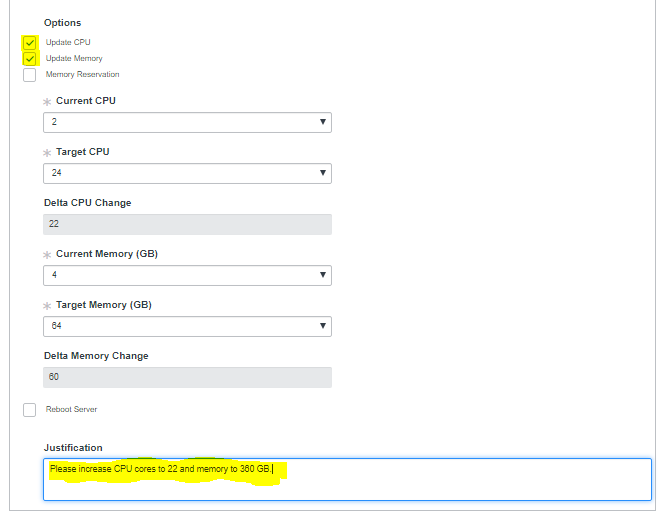 Options
Update CPU
Update Memory
Memory Reservation
Current CPU
2
Target CPU
24
Delta CPU Change
22
Current Memory (GB)
4
Target Memory (GB)
64
Delta Memory Change
60
Reboot Server
Justification
Please increase CPU cores to 22 and memory to 360 GB.